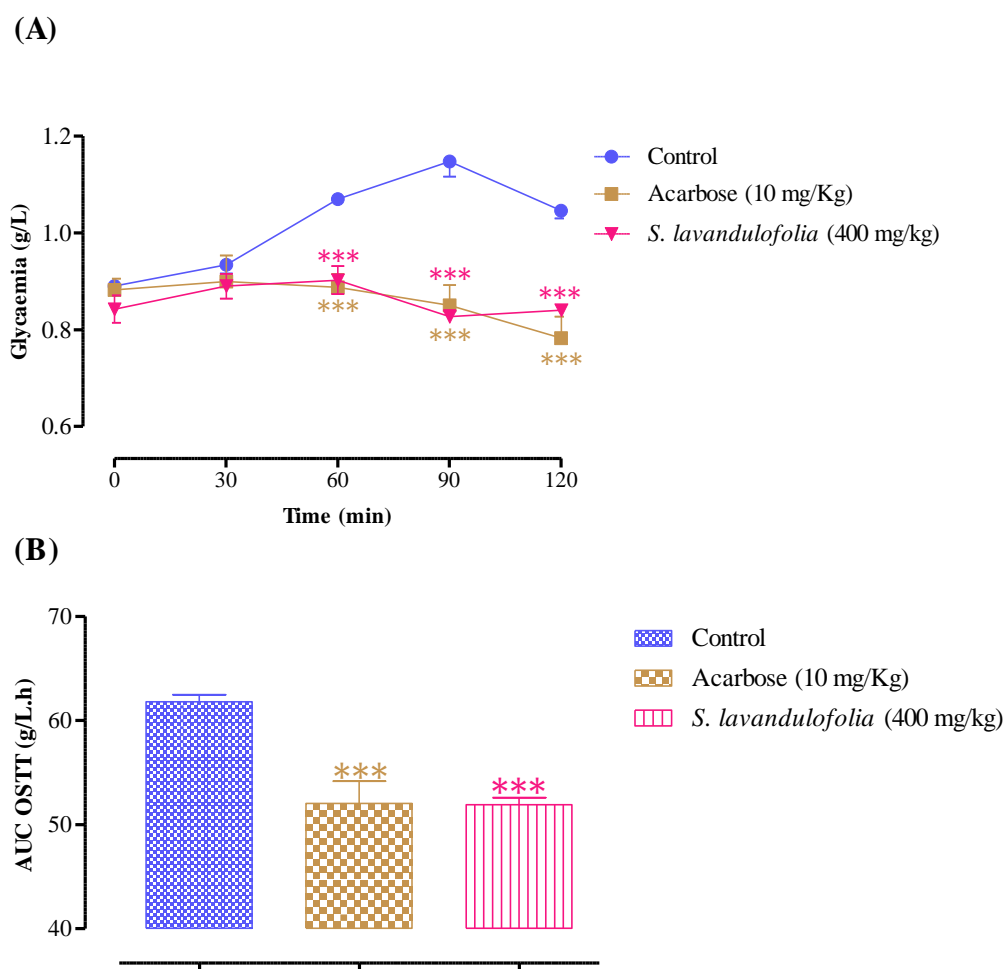 (A)
1.2
1.0
0.8
0.6
Glycaemia (g/L)
***
***
***
***
***
***
0
30
60
90
120
Time (min)
Control
Acarbose (10 mg/Kg)
S. lavandulofolia (400 mg/kg)
(B)
70
60
50
40
AUC OSTT (g/L.h)
***
***
Control
Acarbose (10 mg/Kg)
S. lavandulofolia (400 mg/kg)